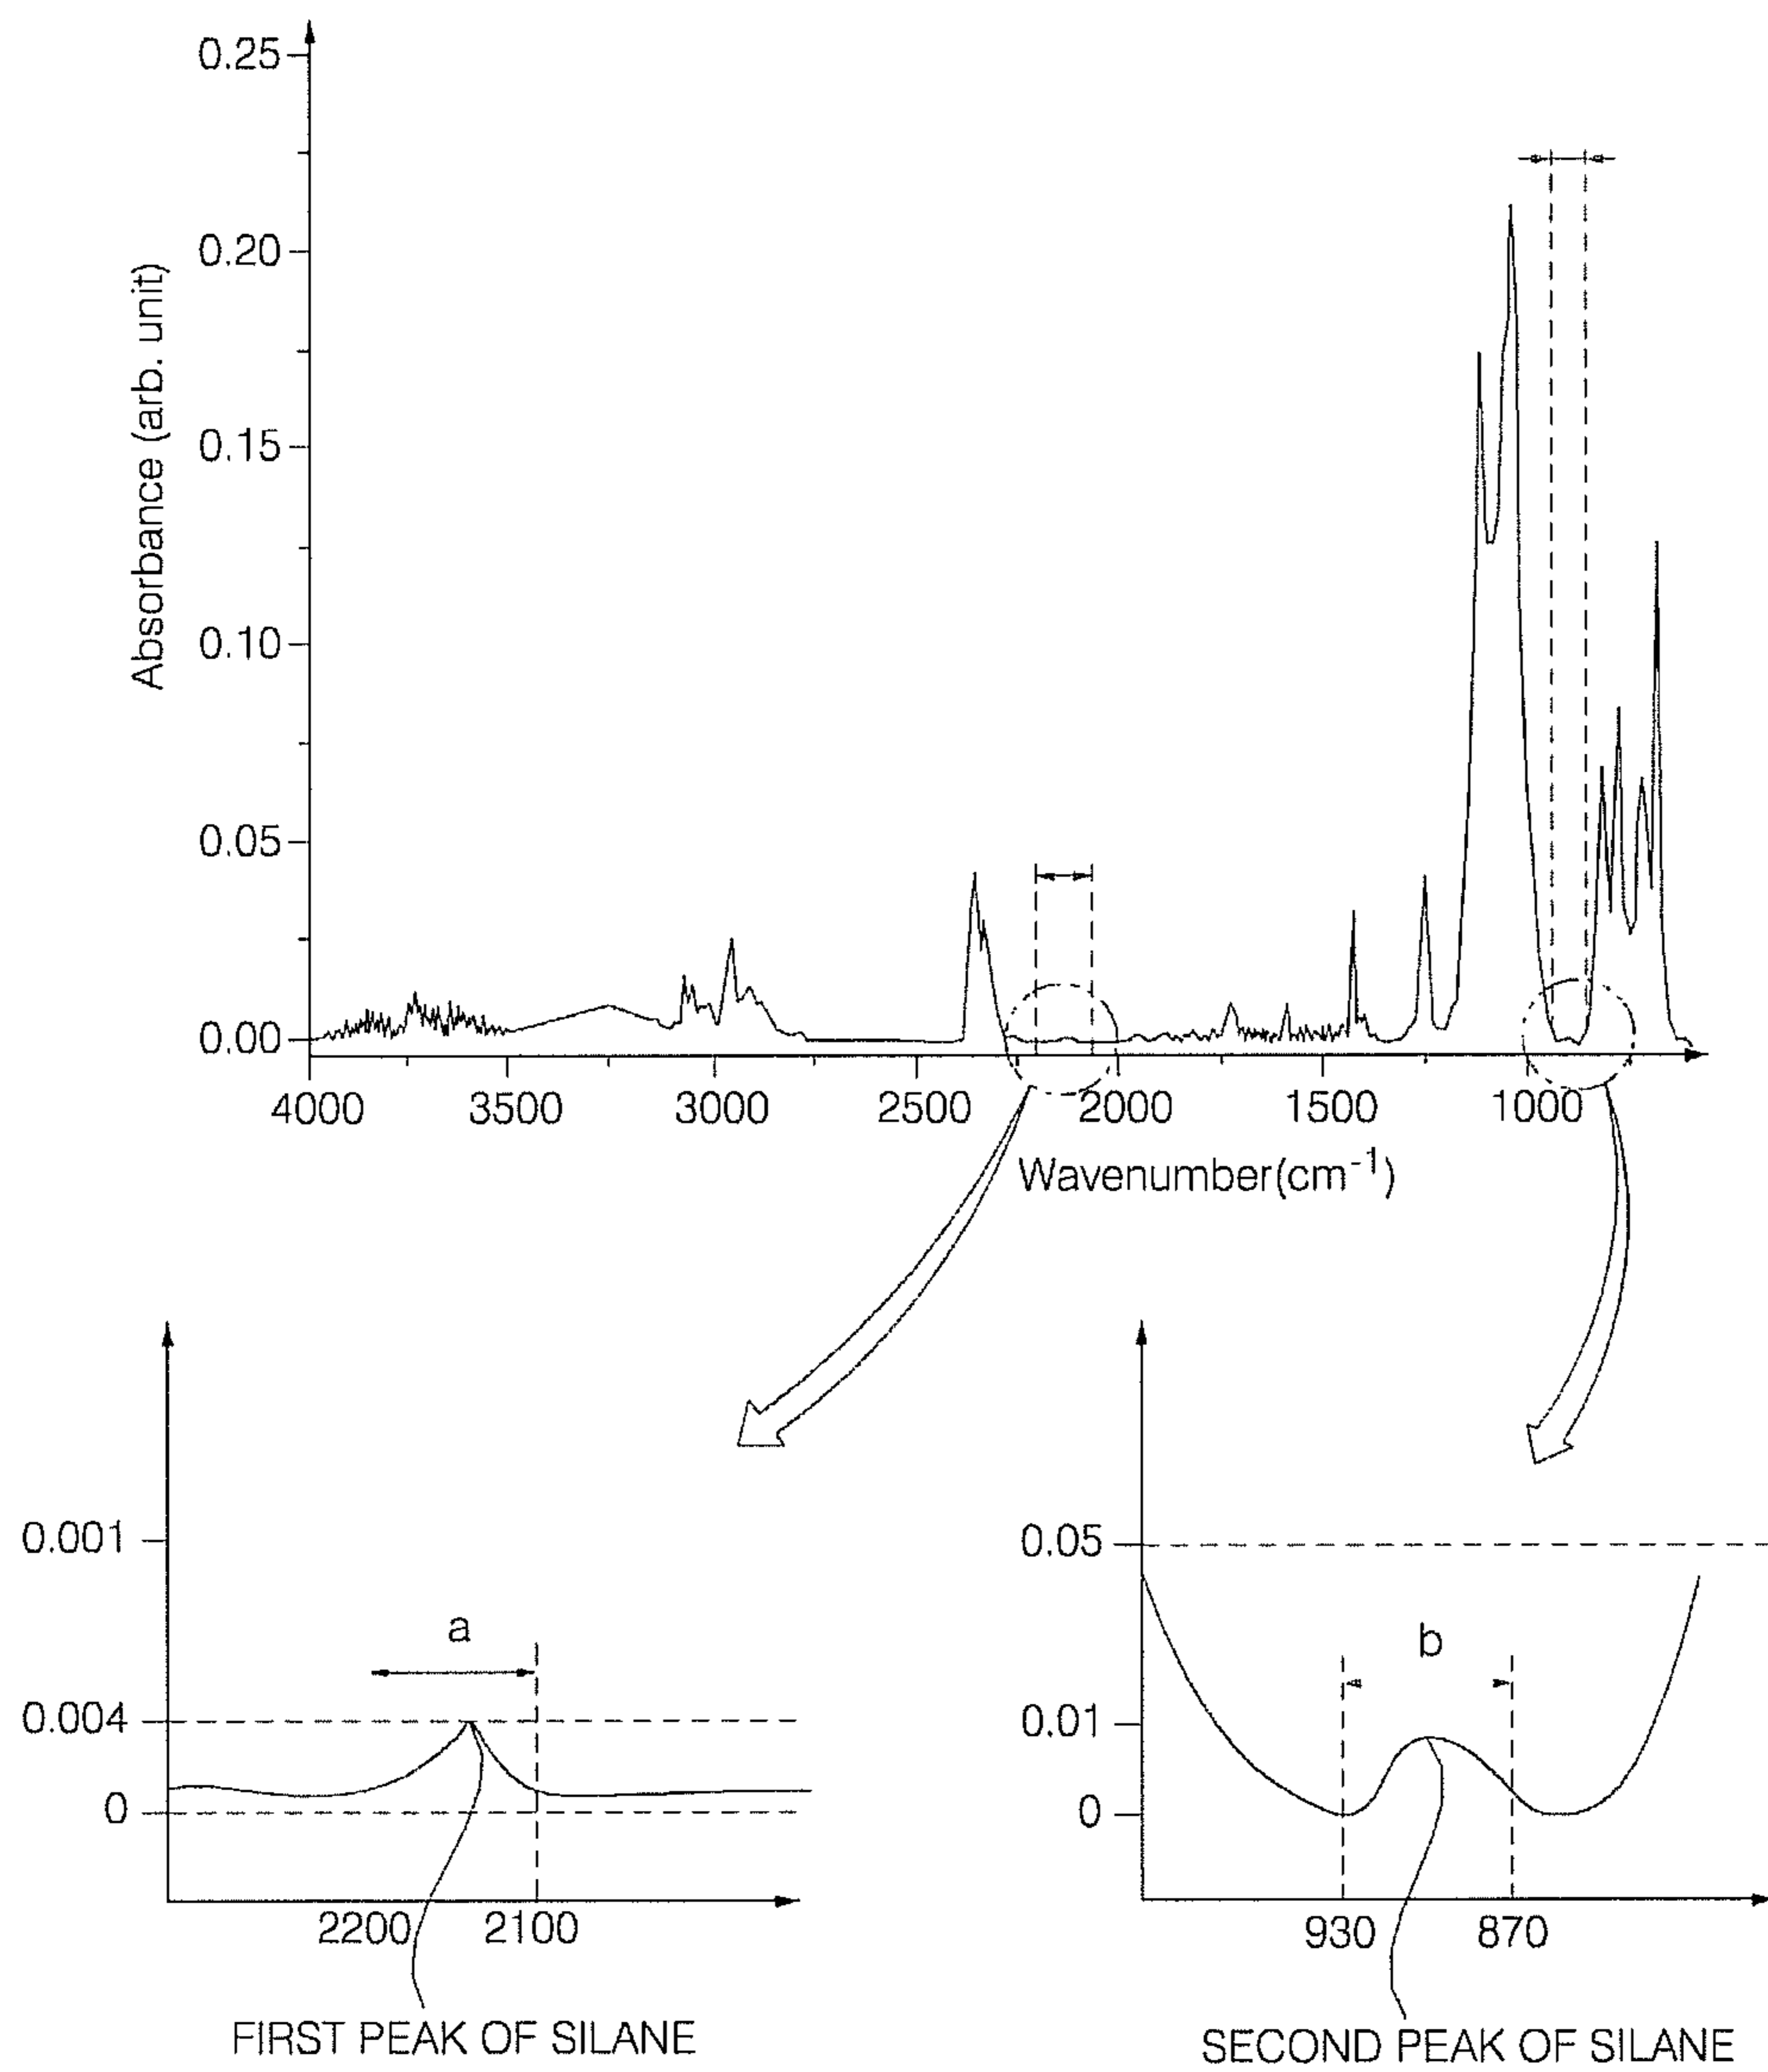 0.25
0.20
0.15
0.10
0.05
0.00
Absorbance (arb. unit)
4000 3500 3000 2500 2000 1500 1000
Wavenumber(cm⁻¹)
0.001
0.004
0
a
2200 2100
FIRST PEAK OF SILANE
0.05
0.01
0
b
930 870
SECOND PEAK OF SILANE